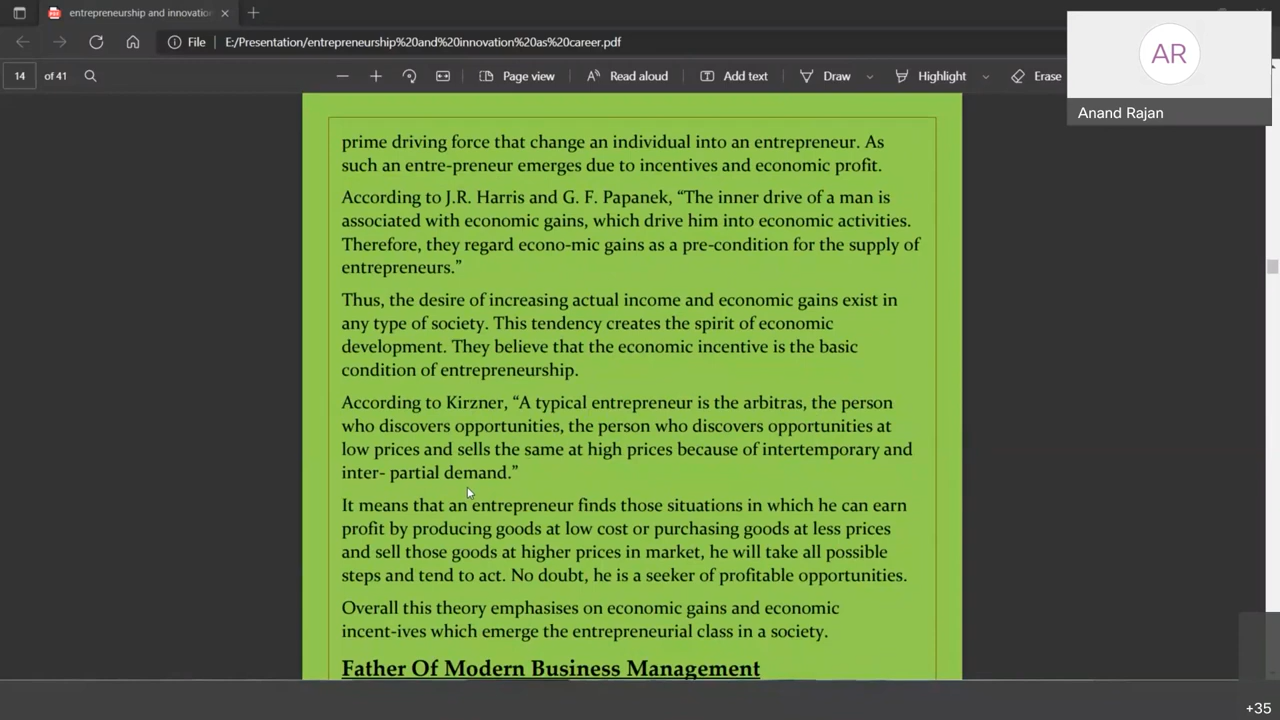 entrepreneurship and innovatio
File
E:/Presentation/entrepreneurship%20and%20innovation%20as%20career.pdf
14 of 41
Page view
Read aloud
Add text
Draw
Highlight
Erase
AR
Anand Rajan
prime driving force that change an individual into an entrepreneur. As
such an entre-preneur emerges due to incentives and economic profit.
According to J.R. Harris and G. F. Papanek, “The inner drive of a man is
associated with economic gains, which drive him into economic activities.
Therefore, they regard econo-mic gains as a pre-condition for the supply of
entrepreneurs.”
Thus, the desire of increasing actual income and economic gains exist in
any type of society. This tendency creates the spirit of economic
development. They believe that the economic incentive is the basic
condition of entrepreneurship.
According to Kirzner, “A typical entrepreneur is the arbitras, the person
who discovers opportunities, the person who discovers opportunities at
low prices and sells the same at high prices because of intertemporary and
inter- partial demand.”
It means that an entrepreneur finds those situations in which he can earn
profit by producing goods at low cost or purchasing goods at less prices
and sell those goods at higher prices in market, he will take all possible
steps and tend to act. No doubt, he is a seeker of profitable opportunities.
Overall this theory emphasises on economic gains and economic
incent-ives which emerge the entrepreneurial class in a society.
Father Of Modern Business Management
+35